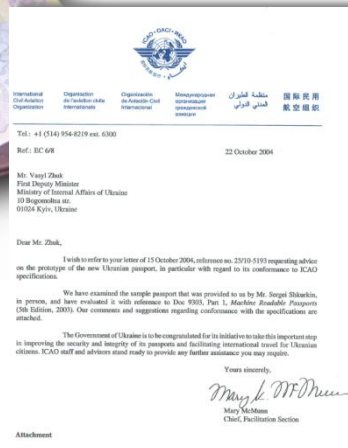 ICAO · OACI · ИКАО
International Civil Aviation Organization
Organisation de l'aviation civile internationale
Organización de Aviación Civil Internacional
Международная организация гражданской авиации
منظمة الطيران المدني الدولي
国际民用航空组织
Tel.: +1 (514) 954-8219 ext. 6300
Ref.: EC 6/8
22 October 2004
Mr. Vasyl Zhuk
First Deputy Minister
Ministry of Internal Affairs of Ukraine
10 Bogomoltsa str.
01024 Kyiv, Ukraine
Dear Mr. Zhuk,
I wish to refer to your letter of 15 October 2004, reference no. 25/10-5193 requesting advice
on the prototype of the new Ukranian passport, in particular with regard to its conformance to ICAO
specifications.
We have examined the sample passport that was provided to us by Mr. Sergei Shkurkin,
in person, and have evaluated it with reference to Doc 9303, Part 1, Machine Readable Passports
(5th Edition, 2003). Our comments and suggestions regarding conformance with the specifications are
attached.
The Government of Ukraine is to be congratulated for its initiative to take this important step
in improving the security and integrity of its passports and facilitating international travel for Ukranian
citizens. ICAO staff and advisors stand ready to provide any further assistance you may require.
Yours sincerely,
Mary K. McMunn
Mary McMunn
Chief, Facilitation Section
Attachment